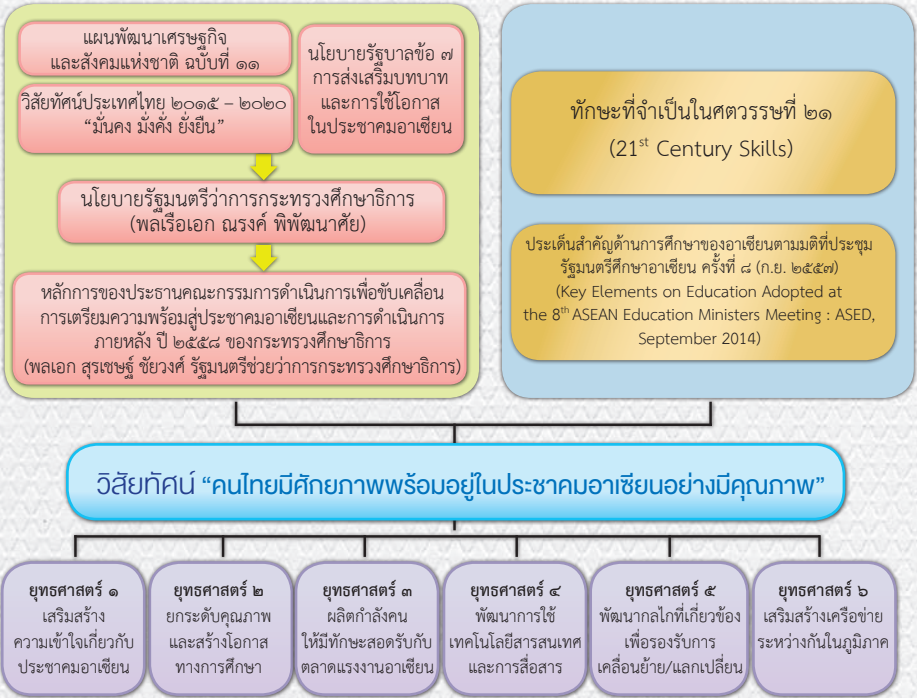 แผนพัฒนาเศรษฐกิจ
และสังคมแห่งชาติ ฉบับที่ ๑๑
วิสัยทัศน์ประเทศไทย ๒๐๑๕ – ๒๐๒๐
“มั่นคง มั่งคั่ง ยั่งยืน”
นโยบายรัฐบาลข้อ ๗
การส่งเสริมบทบาท
และการใช้โอกาส
ในประชาคมอาเซียน
นโยบายรัฐมนตรีว่าการกระทรวงศึกษาธิการ
(พลเรือเอก ณรงค์ พิพัฒนาศัย)
หลักการของประธานคณะกรรมการดำเนินการเพื่อขับเคลื่อน
การเตรียมความพร้อมสู่ประชาคมอาเซียนและการดำเนินการ
ภายหลัง ปี ๒๕๕๘ ของกระทรวงศึกษาธิการ
(พลเอก สุรเชษฐ์ ชัยวงศ์ รัฐมนตรีช่วยว่าการกระทรวงศึกษาธิการ)
ทักษะที่จำเป็นในศตวรรษที่ ๒๑
(21st Century Skills)
ประเด็นสำคัญด้านการศึกษาของอาเซียนตามมติที่ประชุม
รัฐมนตรีศึกษาอาเซียน ครั้งที่ ๘ (ก.ย. ๒๕๕๗)
(Key Elements on Education Adopted at
the 8th ASEAN Education Ministers Meeting : ASED,
September 2014)
วิสัยทัศน์ “คนไทยมีศักยภาพพร้อมอยู่ในประชาคมอาเซียนอย่างมีคุณภาพ”
ยุทธศาสตร์ ๑
เสริมสร้าง
ความเข้าใจเกี่ยวกับ
ประชาคมอาเซียน
ยุทธศาสตร์ ๒
ยกระดับคุณภาพ
และสร้างโอกาส
ทางการศึกษา
ยุทธศาสตร์ ๓
ผลิตกำลังคน
ให้มีทักษะสอดรับกับ
ตลาดแรงงานอาเซียน
ยุทธศาสตร์ ๔
พัฒนาการใช้
เทคโนโลยีสารสนเทศ
และการสื่อสาร
ยุทธศาสตร์ ๕
พัฒนากลไกที่เกี่ยวข้อง
เพื่อรองรับการ
เคลื่อนย้าย/แลกเปลี่ยน
ยุทธศาสตร์ ๖
เสริมสร้างเครือข่าย
ระหว่างกันในภูมิภาค